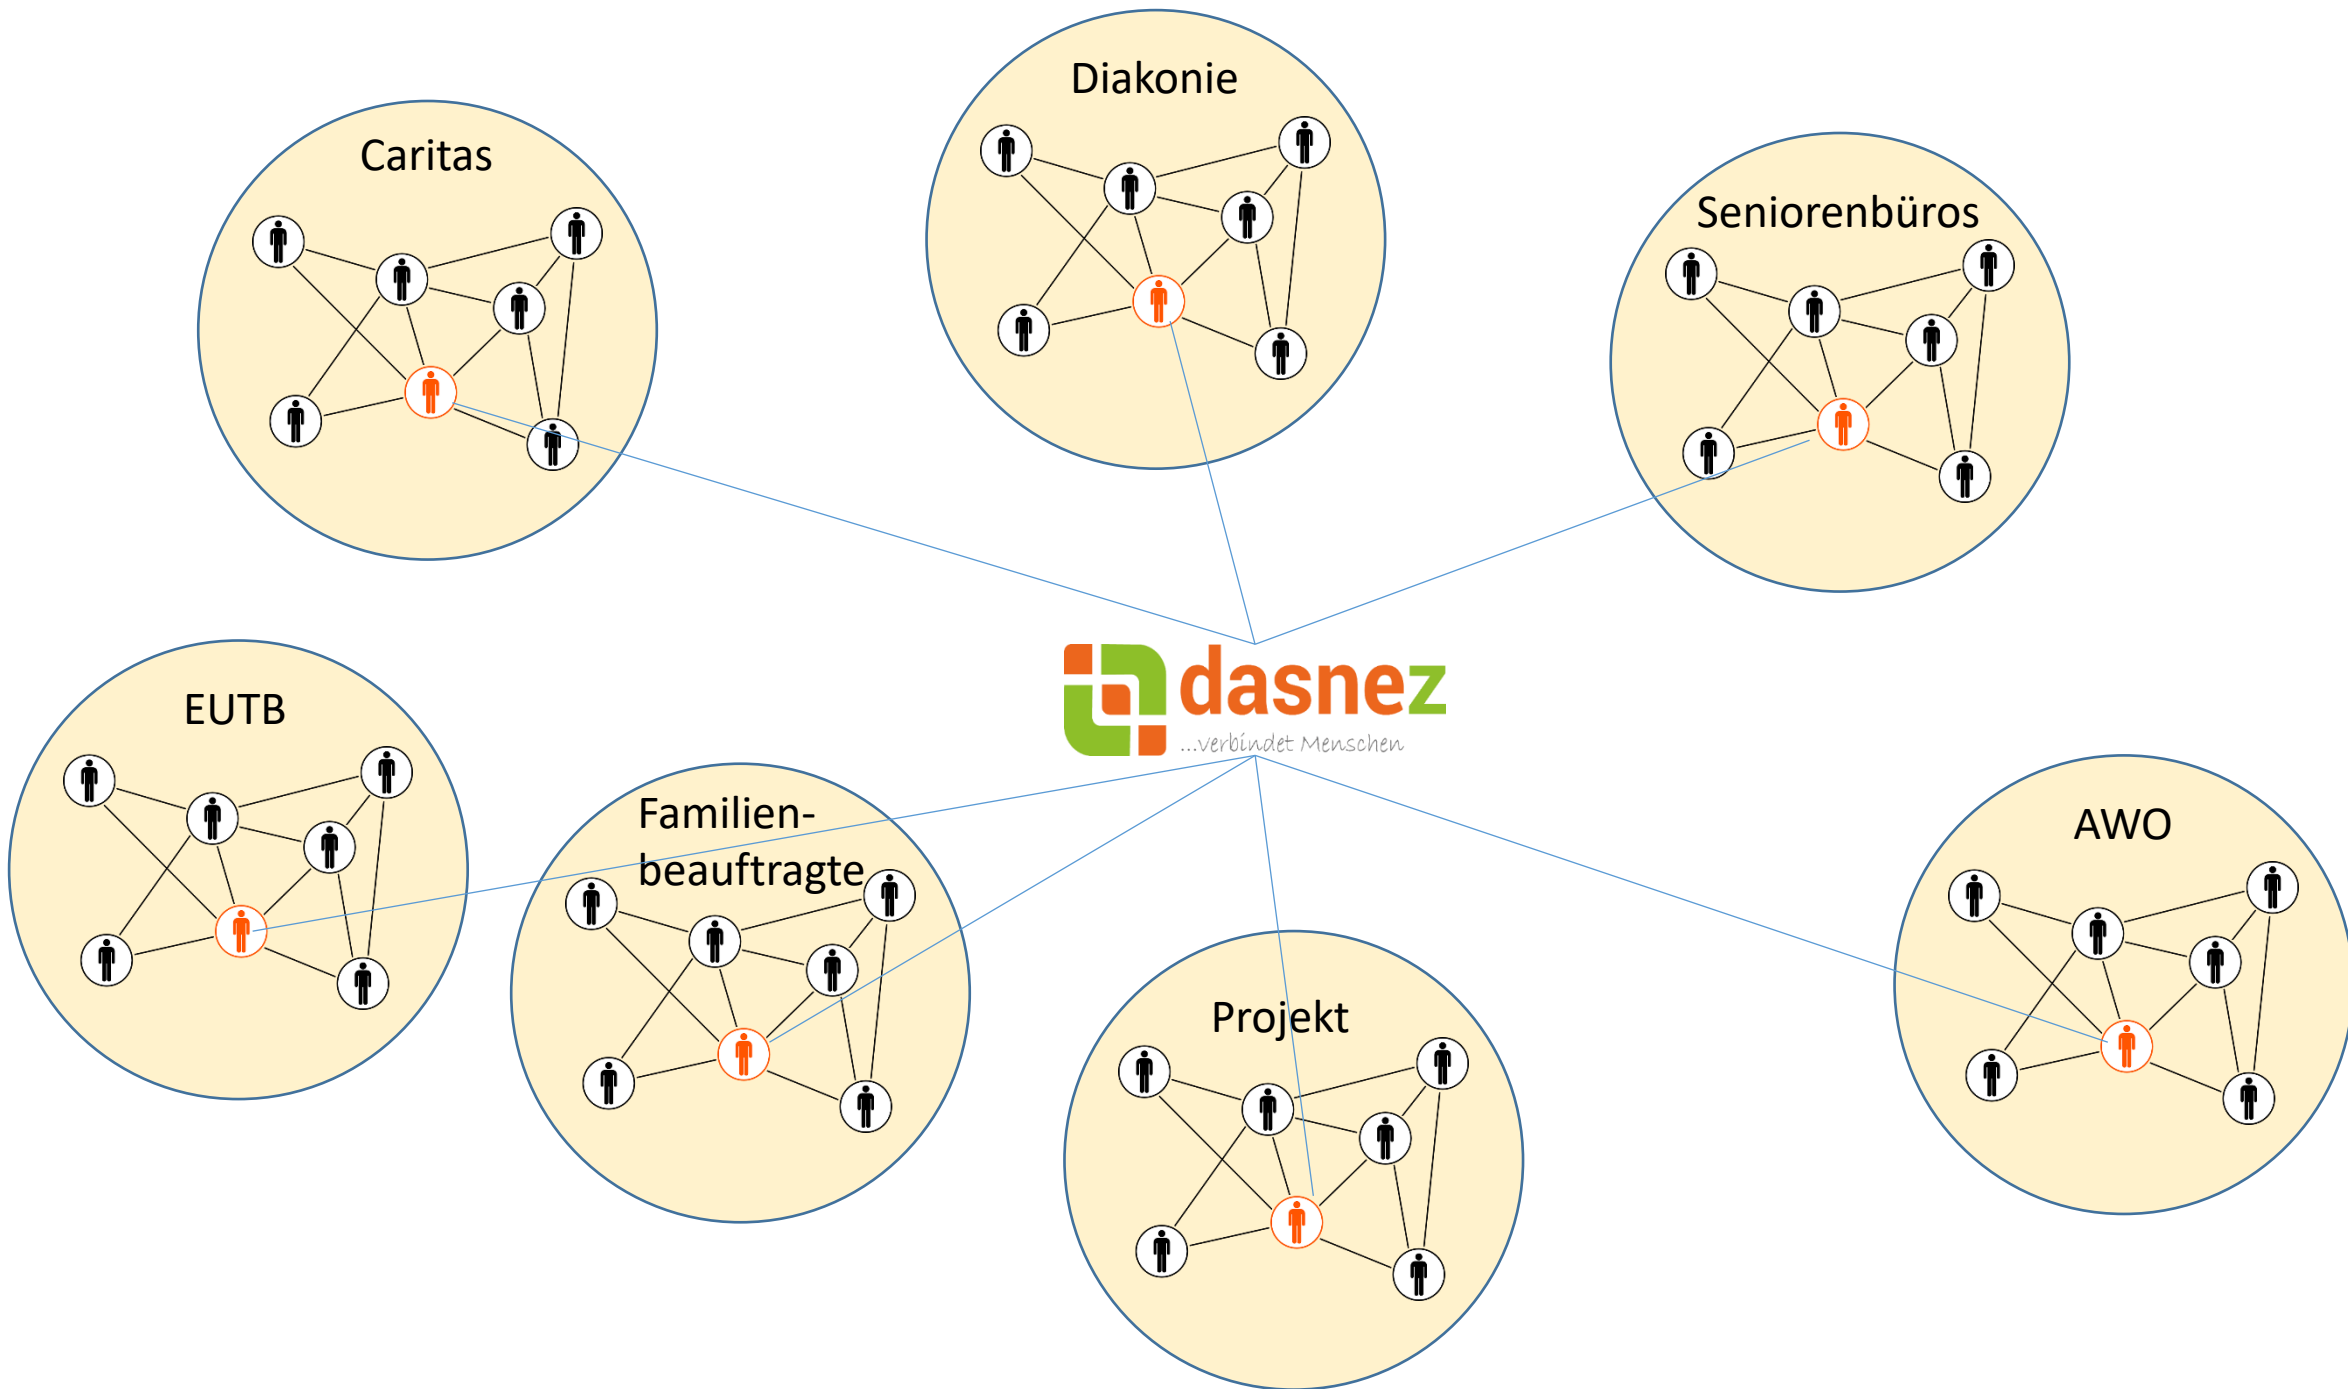 Diakonie
Caritas
Seniorenbüros
dasnez
...verbindet Menschen
EUTB
Familien-
beauftragte
AWO
Projekt